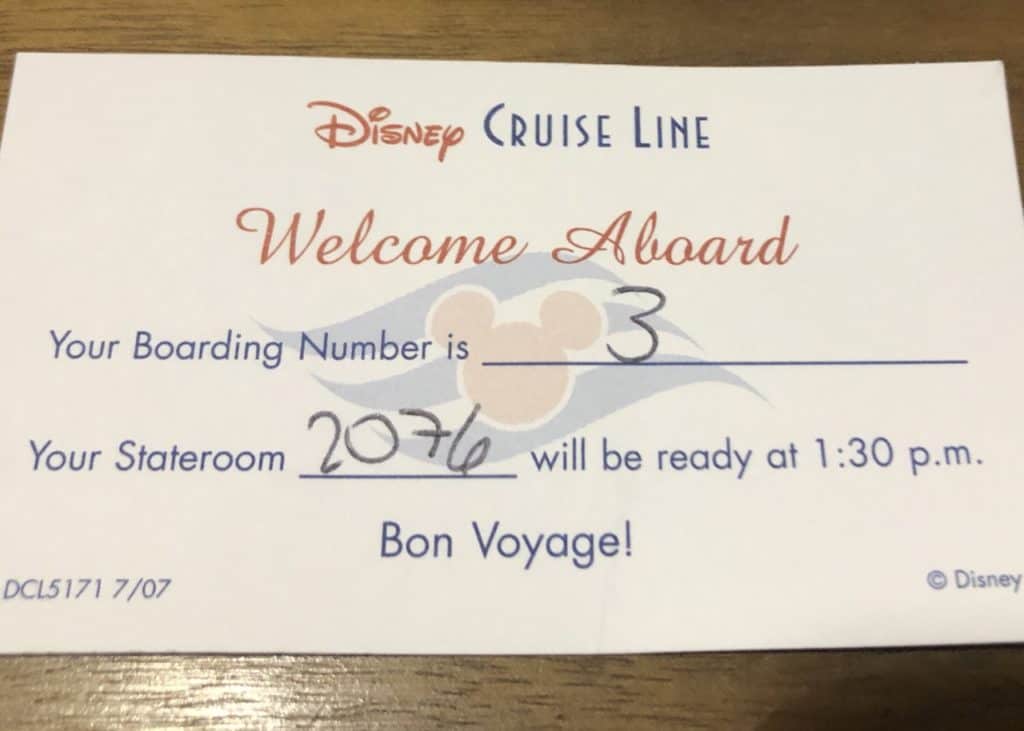 Disney Cruise Line
Welcome Aboard
Your Boarding Number is 3
Your Stateroom 2076 will be ready at 1:30 p.m.
Bon Voyage!
DCL5171 7/07 © Disney